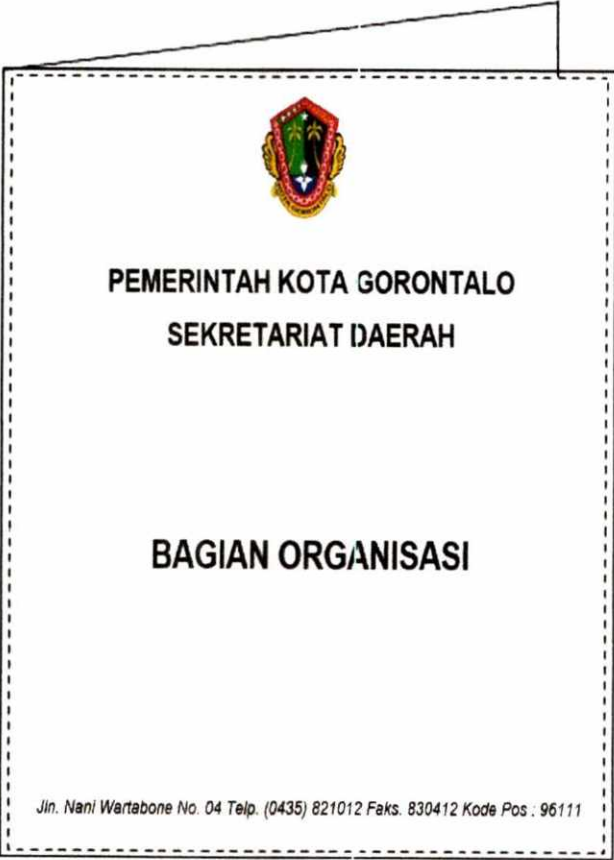 PEMERINTAH KOTA GORONTALO
SEKRETARIAT DAERAH
BAGIAN ORGANISASI
Jln. Nani Wartabone No. 04 Telp. (0435) 821012 Faks. 830412 Kode Pos : 96111